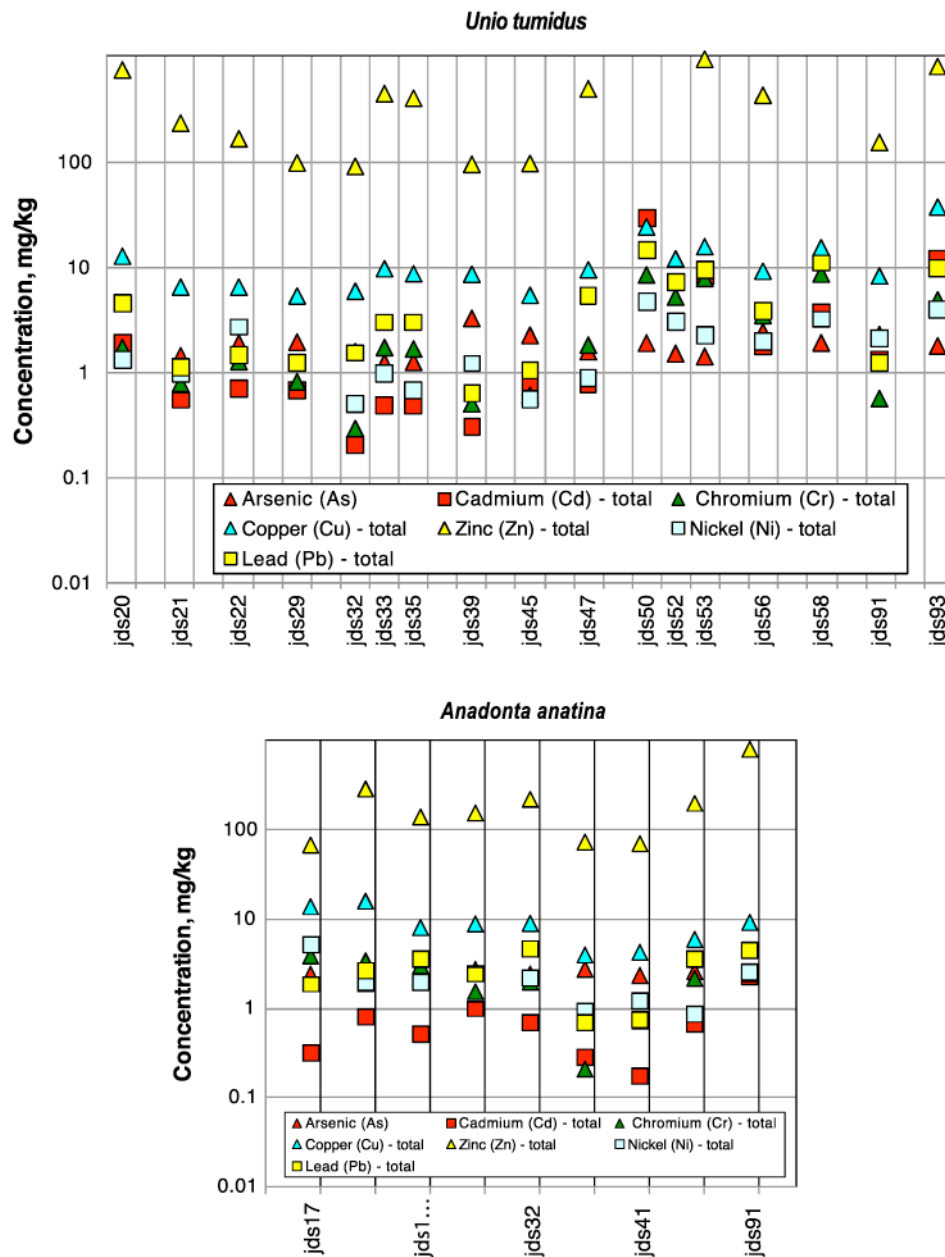 Unio tumidus
Concentration, mg/kg
100
10
1
0.1
0.01
Arsenic (As) Cadmium (Cd) - total Chromium (Cr) - total
Copper (Cu) - total Zinc (Zn) - total Nickel (Ni) - total
Lead (Pb) - total
jds20 jds21 jds22 jds29 jds32 jds33 jds35 jds39 jds45 jds47 jds50 jds52 jds53 jds56 jds58 jds91 jds93
Anadonta anatina
Concentration, mg/kg
100
10
1
0.1
0.01
Arsenic (As) Cadmium (Cd) - total Chromium (Cr) - total
Copper (Cu) - total Zinc (Zn) - total Nickel (Ni) - total
Lead (Pb) - total
jds17 jds1... jds32 jds41 jds91